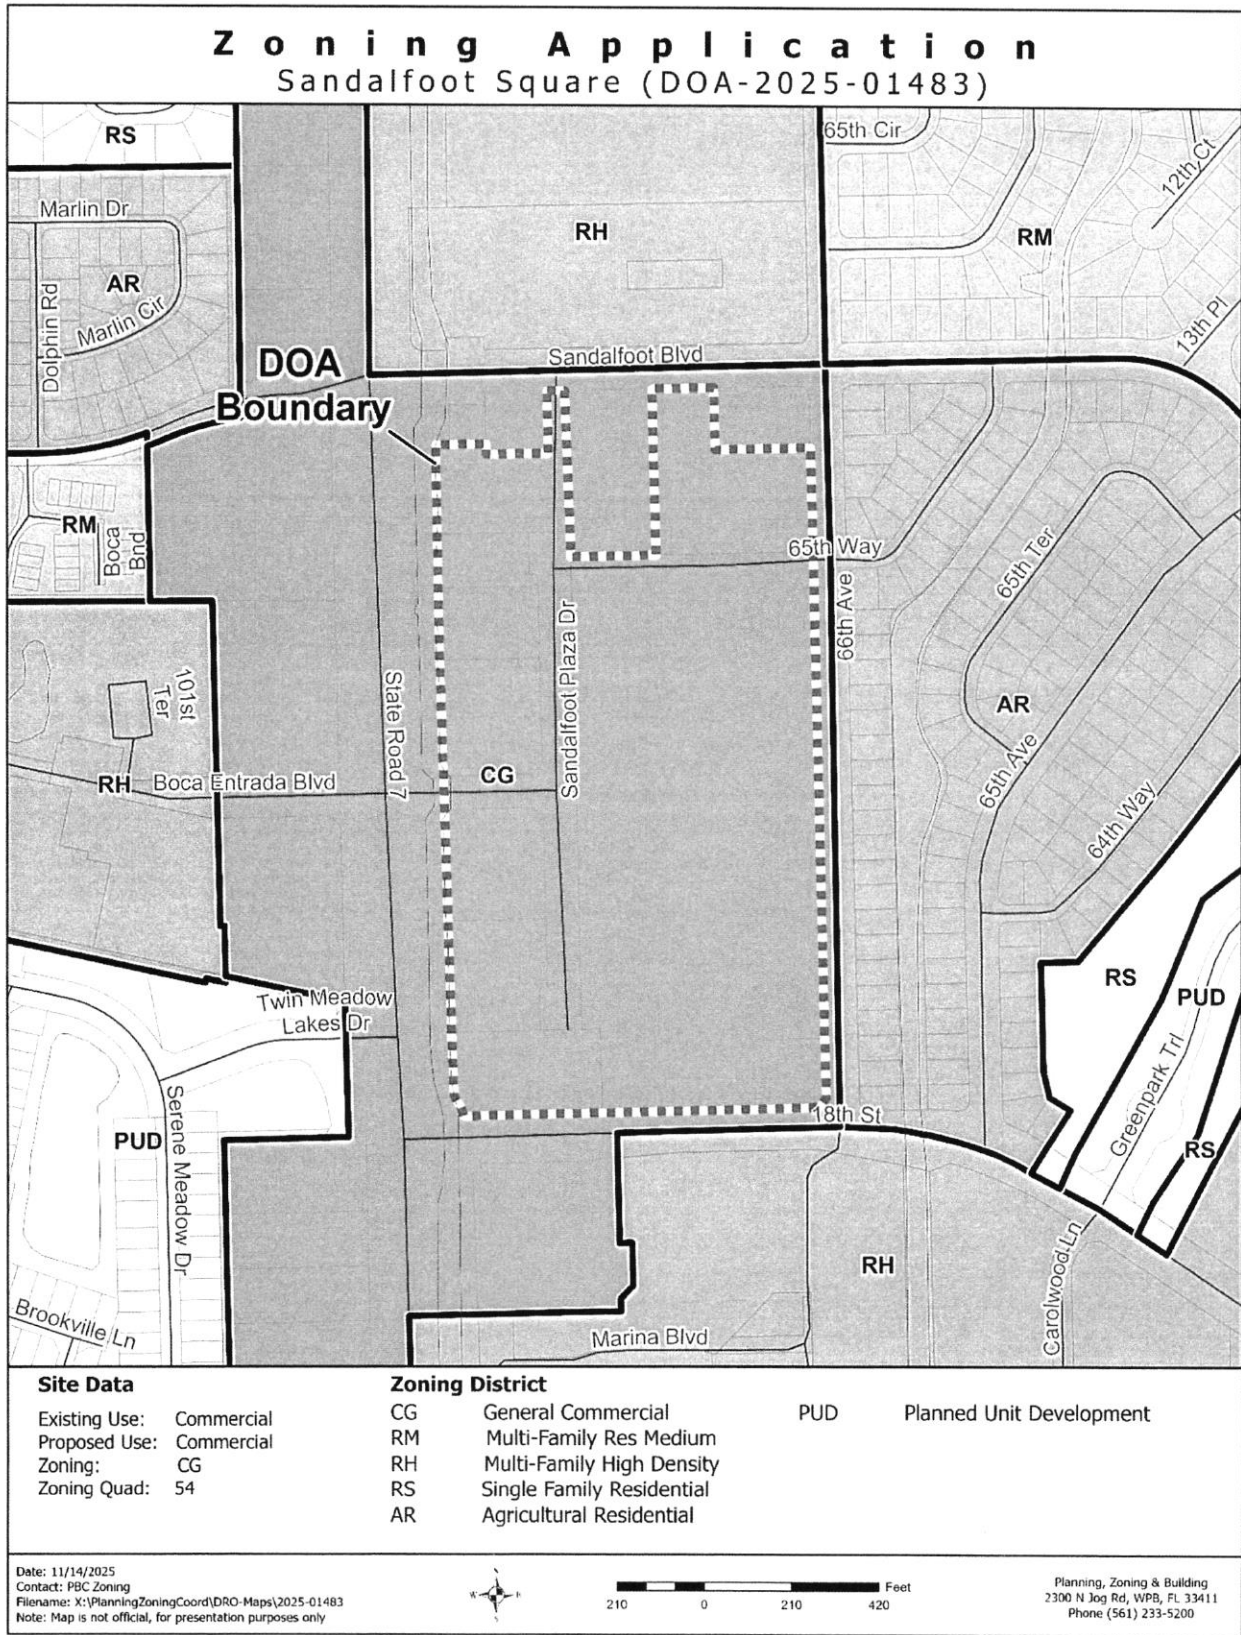 Zoning Application
Sandalfoot Square (DOA-2025-01483)
RS
65th Cir
12th Ct
Marlin Dr
RH
RM
AR
Dolphin Rd
Marlin Cir
13th Pl
DOA
Boundary
Sandalfoot Blvd
RM
Boca
Bnd
65th Way
65th Ter
66th Ave
Sandalfoot Plaza Dr
101st
Ter
State Road 7
AR
65th Ave
RH
Boca Entrada Blvd
CG
64th Way
RS
PUD
Twin Meadow
Lakes Dr
Greenpark Trl
18th St
PUD
Serene Meadow Dr
RS
RH
Carolwood Ln
Brookville Ln
Marina Blvd
Site Data
Existing Use: Commercial
Proposed Use: Commercial
Zoning: CG
Zoning Quad: 54
Zoning District
CG General Commercial
RM Multi-Family Res Medium
RH Multi-Family High Density
RS Single Family Residential
AR Agricultural Residential
PUD Planned Unit Development
Date: 11/14/2025
Contact: PBC Zoning
Filename: X:\PlanningZoningCoord\DRO-Maps\2025-01483
Note: Map is not official, for presentation purposes only
N
W E
S
Feet
210 0 210 420
Planning, Zoning & Building
2300 N Jog Rd, WPB, FL 33411
Phone (561) 233-5200